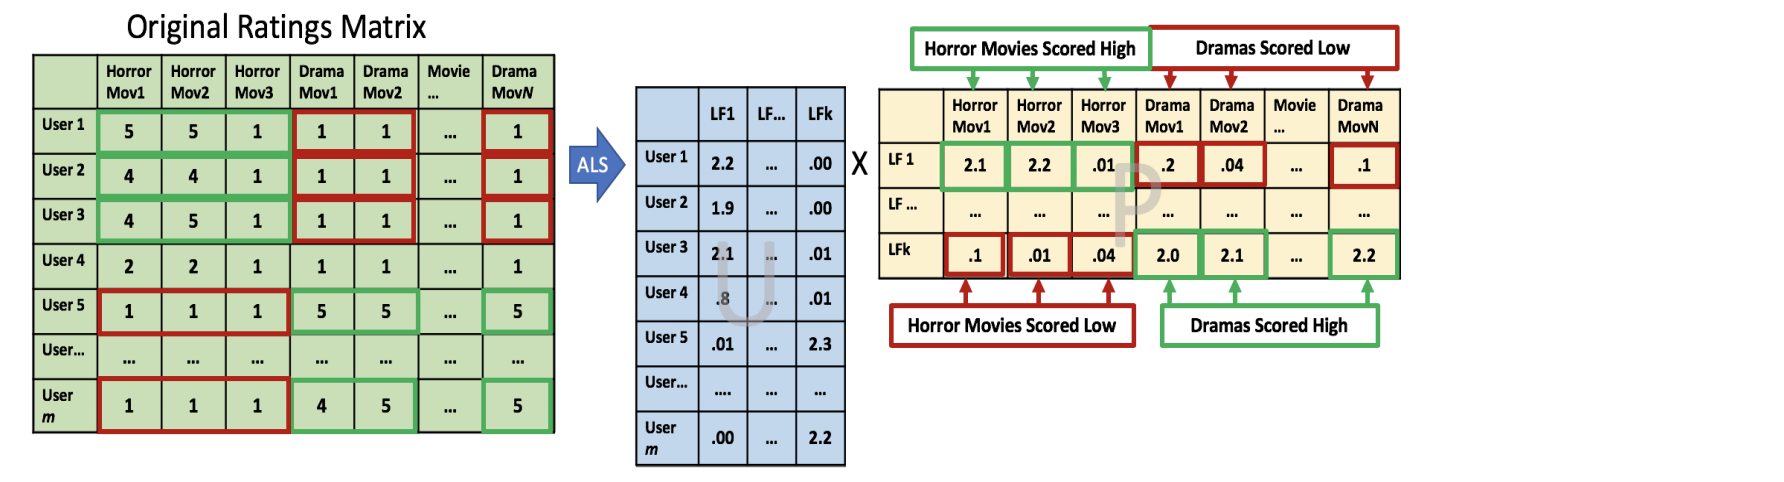 Original Ratings Matrix
Horror Mov1 Horror Mov2 Horror Mov3 Drama Mov1 Drama Mov2 Movie ... Drama MovN
User 1 5 5 1 1 1 ... 1
User 2 4 4 1 1 1 ... 1
User 3 4 5 1 1 1 ... 1
User 4 2 2 1 1 1 ... 1
User 5 1 1 1 5 5 ... 5
User... ... ... ... ... ... ... ...
User m 1 1 1 4 5 ... 5
ALS
LF1 LF... LFk
User 1 2.2 ... .00
User 2 1.9 ... .00
User 3 2.1 ... .01
User 4 .8 ... .01
User 5 .01 ... 2.3
User... .... ... ...
User m .00 ... 2.2
U
X
Horror Movies Scored High Dramas Scored Low
Horror Mov1 Horror Mov2 Horror Mov3 Drama Mov1 Drama Mov2 Movie ... Drama MovN
LF 1 2.1 2.2 .01 .2 .04 ... .1
LF ... ... ... ... ... ... ... ...
LFk .1 .01 .04 2.0 2.1 ... 2.2
P
Horror Movies Scored Low Dramas Scored High